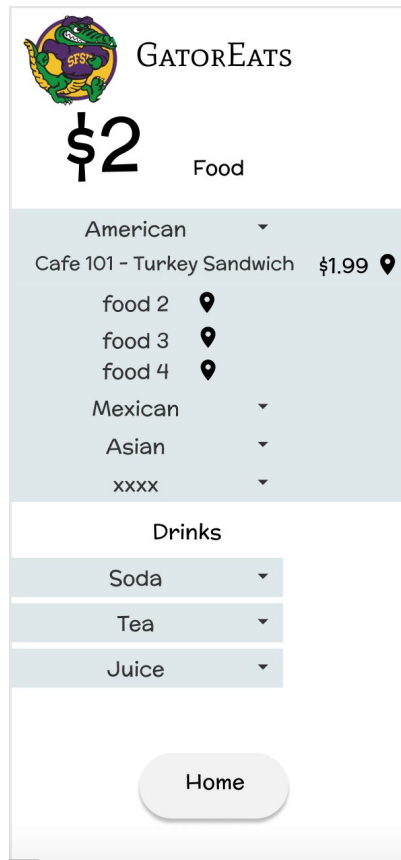 SFSU
GatorEats
$2
Food
American
Cafe 101 - Turkey Sandwich $1.99
food 2
food 3
food 4
Mexican
Asian
xxxx
Drinks
Soda
Tea
Juice
Home